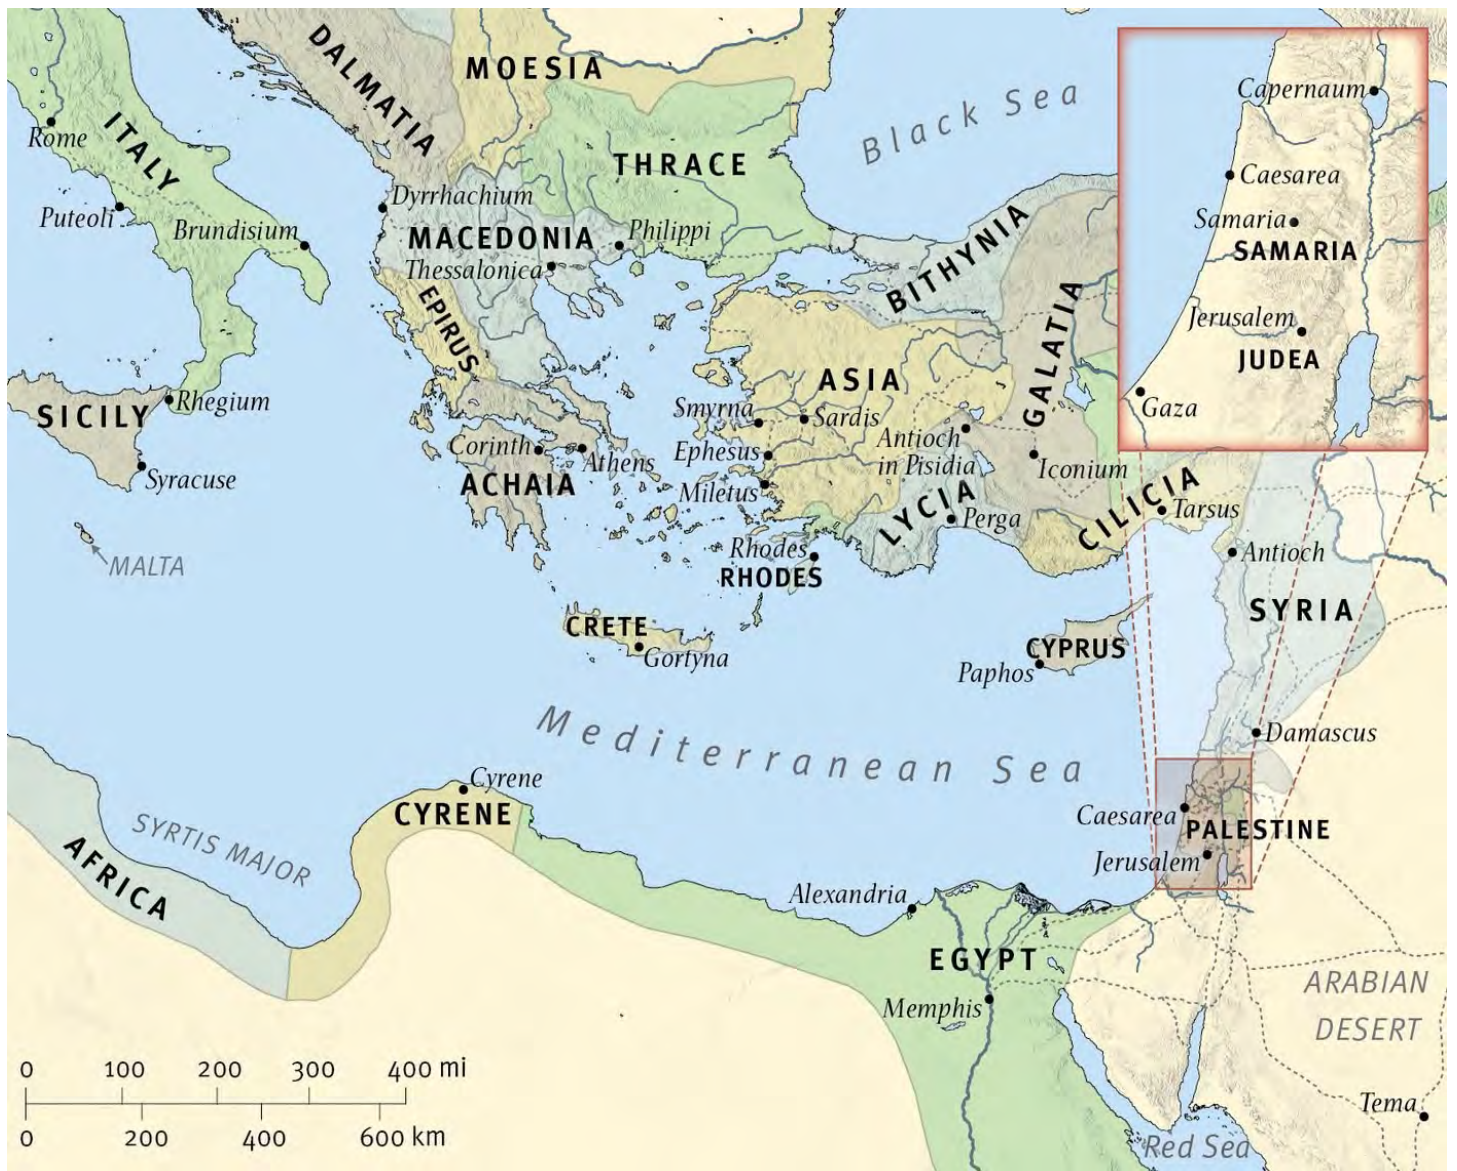 DALMATIA
MOESIA
Black Sea
Capernaum
Rome
ITALY
THRACE
Caesarea
Dyrrhachium
Puteoli
Brundisium
MACEDONIA
Philippi
Samaria
SAMARIA
Thessalonica
BITHYNIA
EPIRUS
GALATIA
Jerusalem
JUDEA
ASIA
SICILY
Rhegium
Smyrna
Sardis
Gaza
Corinth
Athens
Ephesus
Antioch
in Pisidia
Iconium
Syracuse
ACHAIA
Miletus
LYCIA
Perga
CILICIA
Tarsus
MALTA
Rhodes
RHODES
Antioch
SYRIA
CRETE
Gortyna
CYPRUS
Paphos
Mediterranean Sea
Damascus
Cyrene
CYRENE
SYRTIS MAJOR
Caesarea
PALESTINE
AFRICA
Jerusalem
Alexandria
EGYPT
Memphis
ARABIAN
DESERT
0 100 200 300 400 mi
0 200 400 600 km
Tema
Red Sea